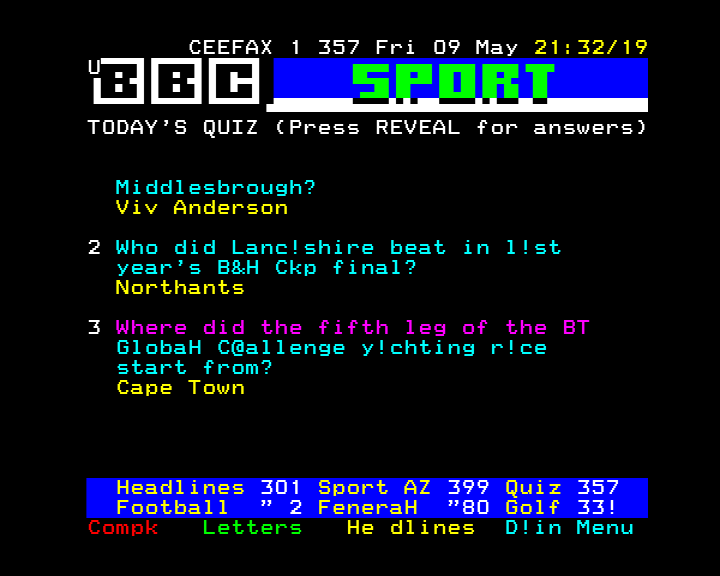 CEEFAX 1 357 Fri 09 May 21:32/19
U
BBC SPORT
TODAY'S QUIZ (Press REVEAL for answers)
Middlesbrough?
Viv Anderson
2 Who did Lanc!shire beat in l!st
year's B&H Ckp final?
Northants
3 Where did the fifth leg of the BT
GlobaH C@allenge y!chting r!ce
start from?
Cape Town
Headlines 301 Sport AZ 399 Quiz 357
Football " 2 FeneraH "80 Golf 33!
Compk Letters He dlines D!in Menu